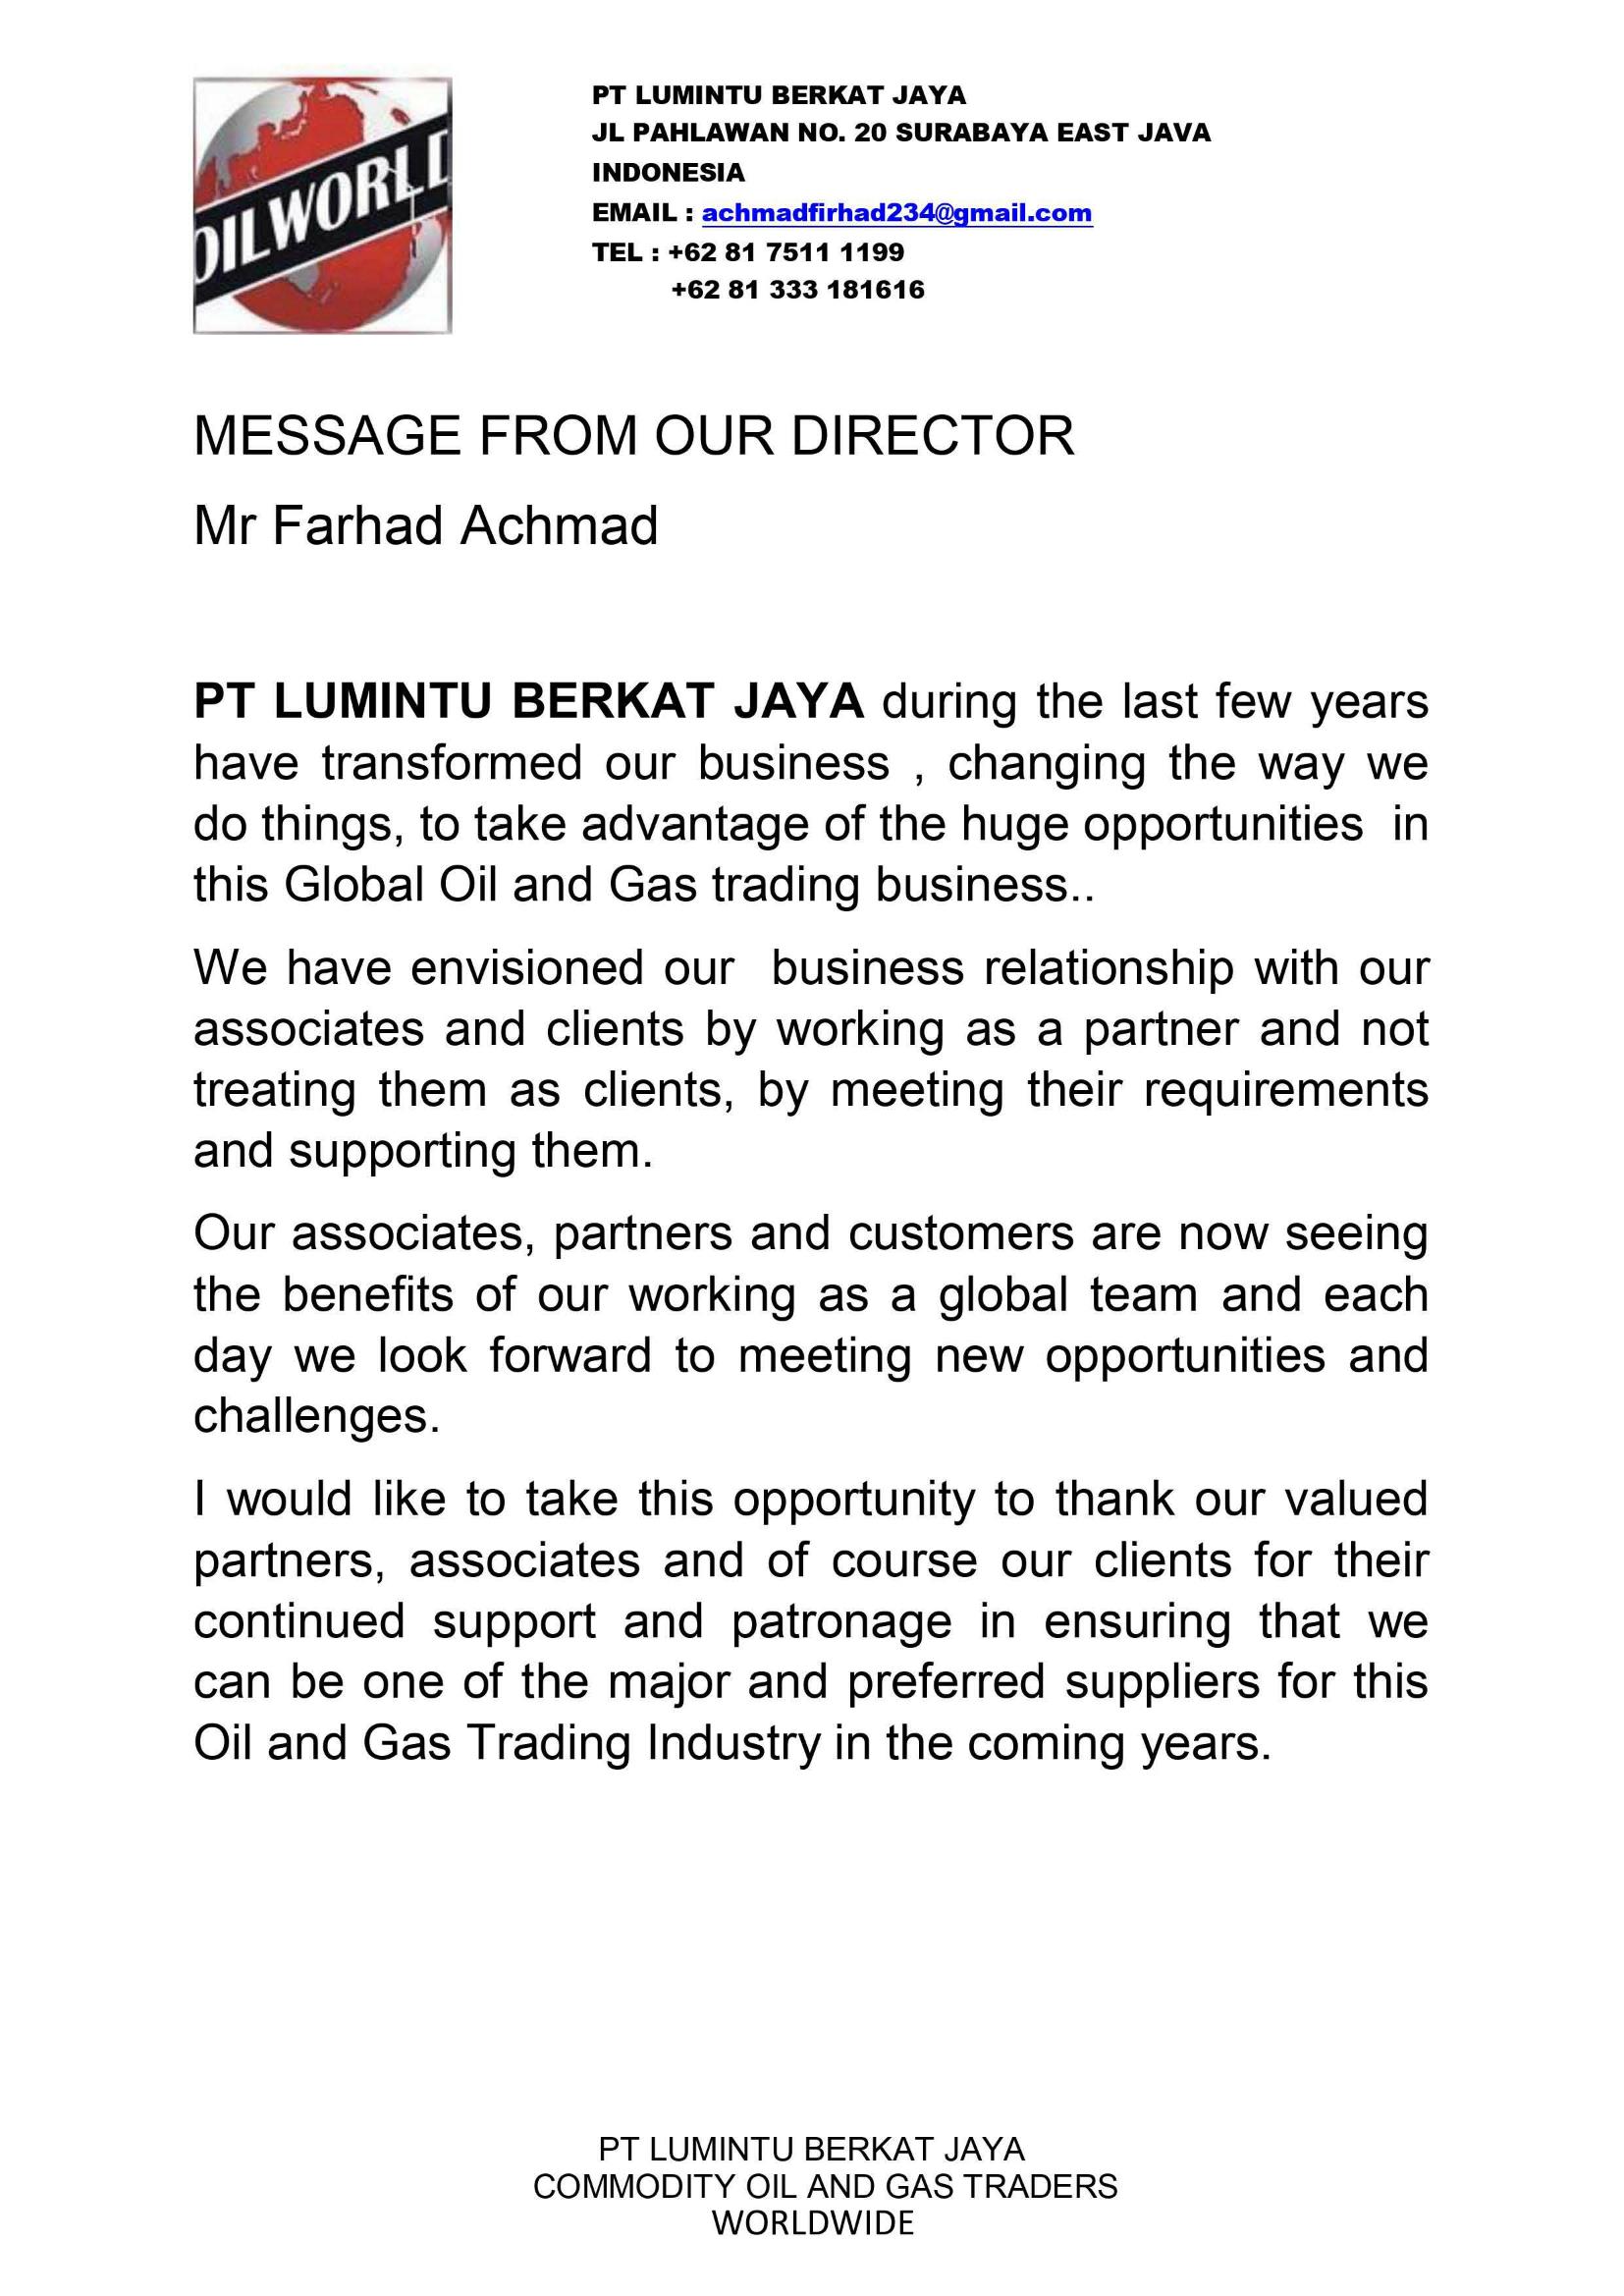 OILWORLD
PT LUMINTU BERKAT JAYA
JL PAHLAWAN NO. 20 SURABAYA EAST JAVA
INDONESIA
EMAIL : achmadfirhad234@gmail.com
TEL : +62 81 7511 1199
+62 81 333 181616
MESSAGE FROM OUR DIRECTOR
Mr Farhad Achmad
PT LUMINTU BERKAT JAYA during the last few years
have transformed our business , changing the way we
do things, to take advantage of the huge opportunities in
this Global Oil and Gas trading business..
We have envisioned our business relationship with our
associates and clients by working as a partner and not
treating them as clients, by meeting their requirements
and supporting them.
Our associates, partners and customers are now seeing
the benefits of our working as a global team and each
day we look forward to meeting new opportunities and
challenges.
I would like to take this opportunity to thank our valued
partners, associates and of course our clients for their
continued support and patronage in ensuring that we
can be one of the major and preferred suppliers for this
Oil and Gas Trading Industry in the coming years.
PT LUMINTU BERKAT JAYA
COMMODITY OIL AND GAS TRADERS
WORLDWIDE